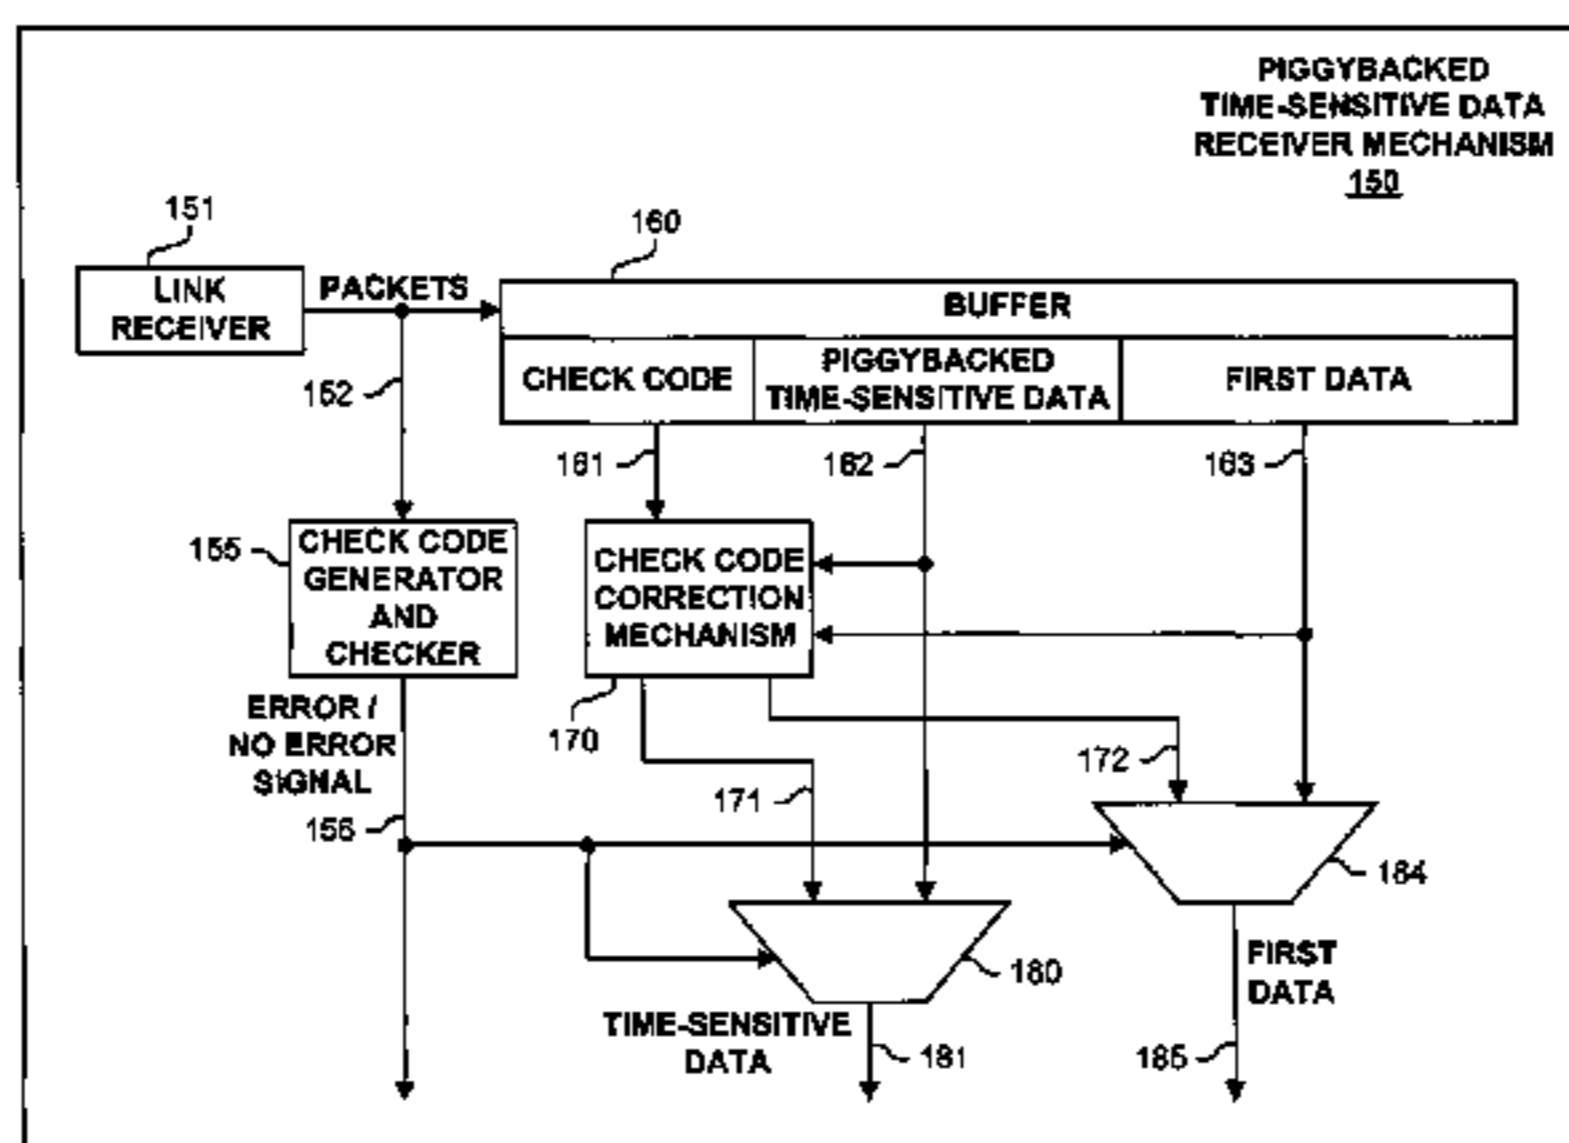 PIGGYBACKED
TIME-SENSITIVE DATA
RECEIVER MECHANISM
150
151
160
LINK
RECEIVER
PACKETS
BUFFER
CHECK CODE
PIGGYBACKED
TIME-SENSITIVE DATA
FIRST DATA
152
161
162
163
155
CHECK CODE
GENERATOR
AND
CHECKER
CHECK CODE
CORRECTION
MECHANISM
ERROR /
NO ERROR
SIGNAL
170
172
171
156
184
180
FIRST
DATA
TIME-SENSITIVE
DATA
181
185